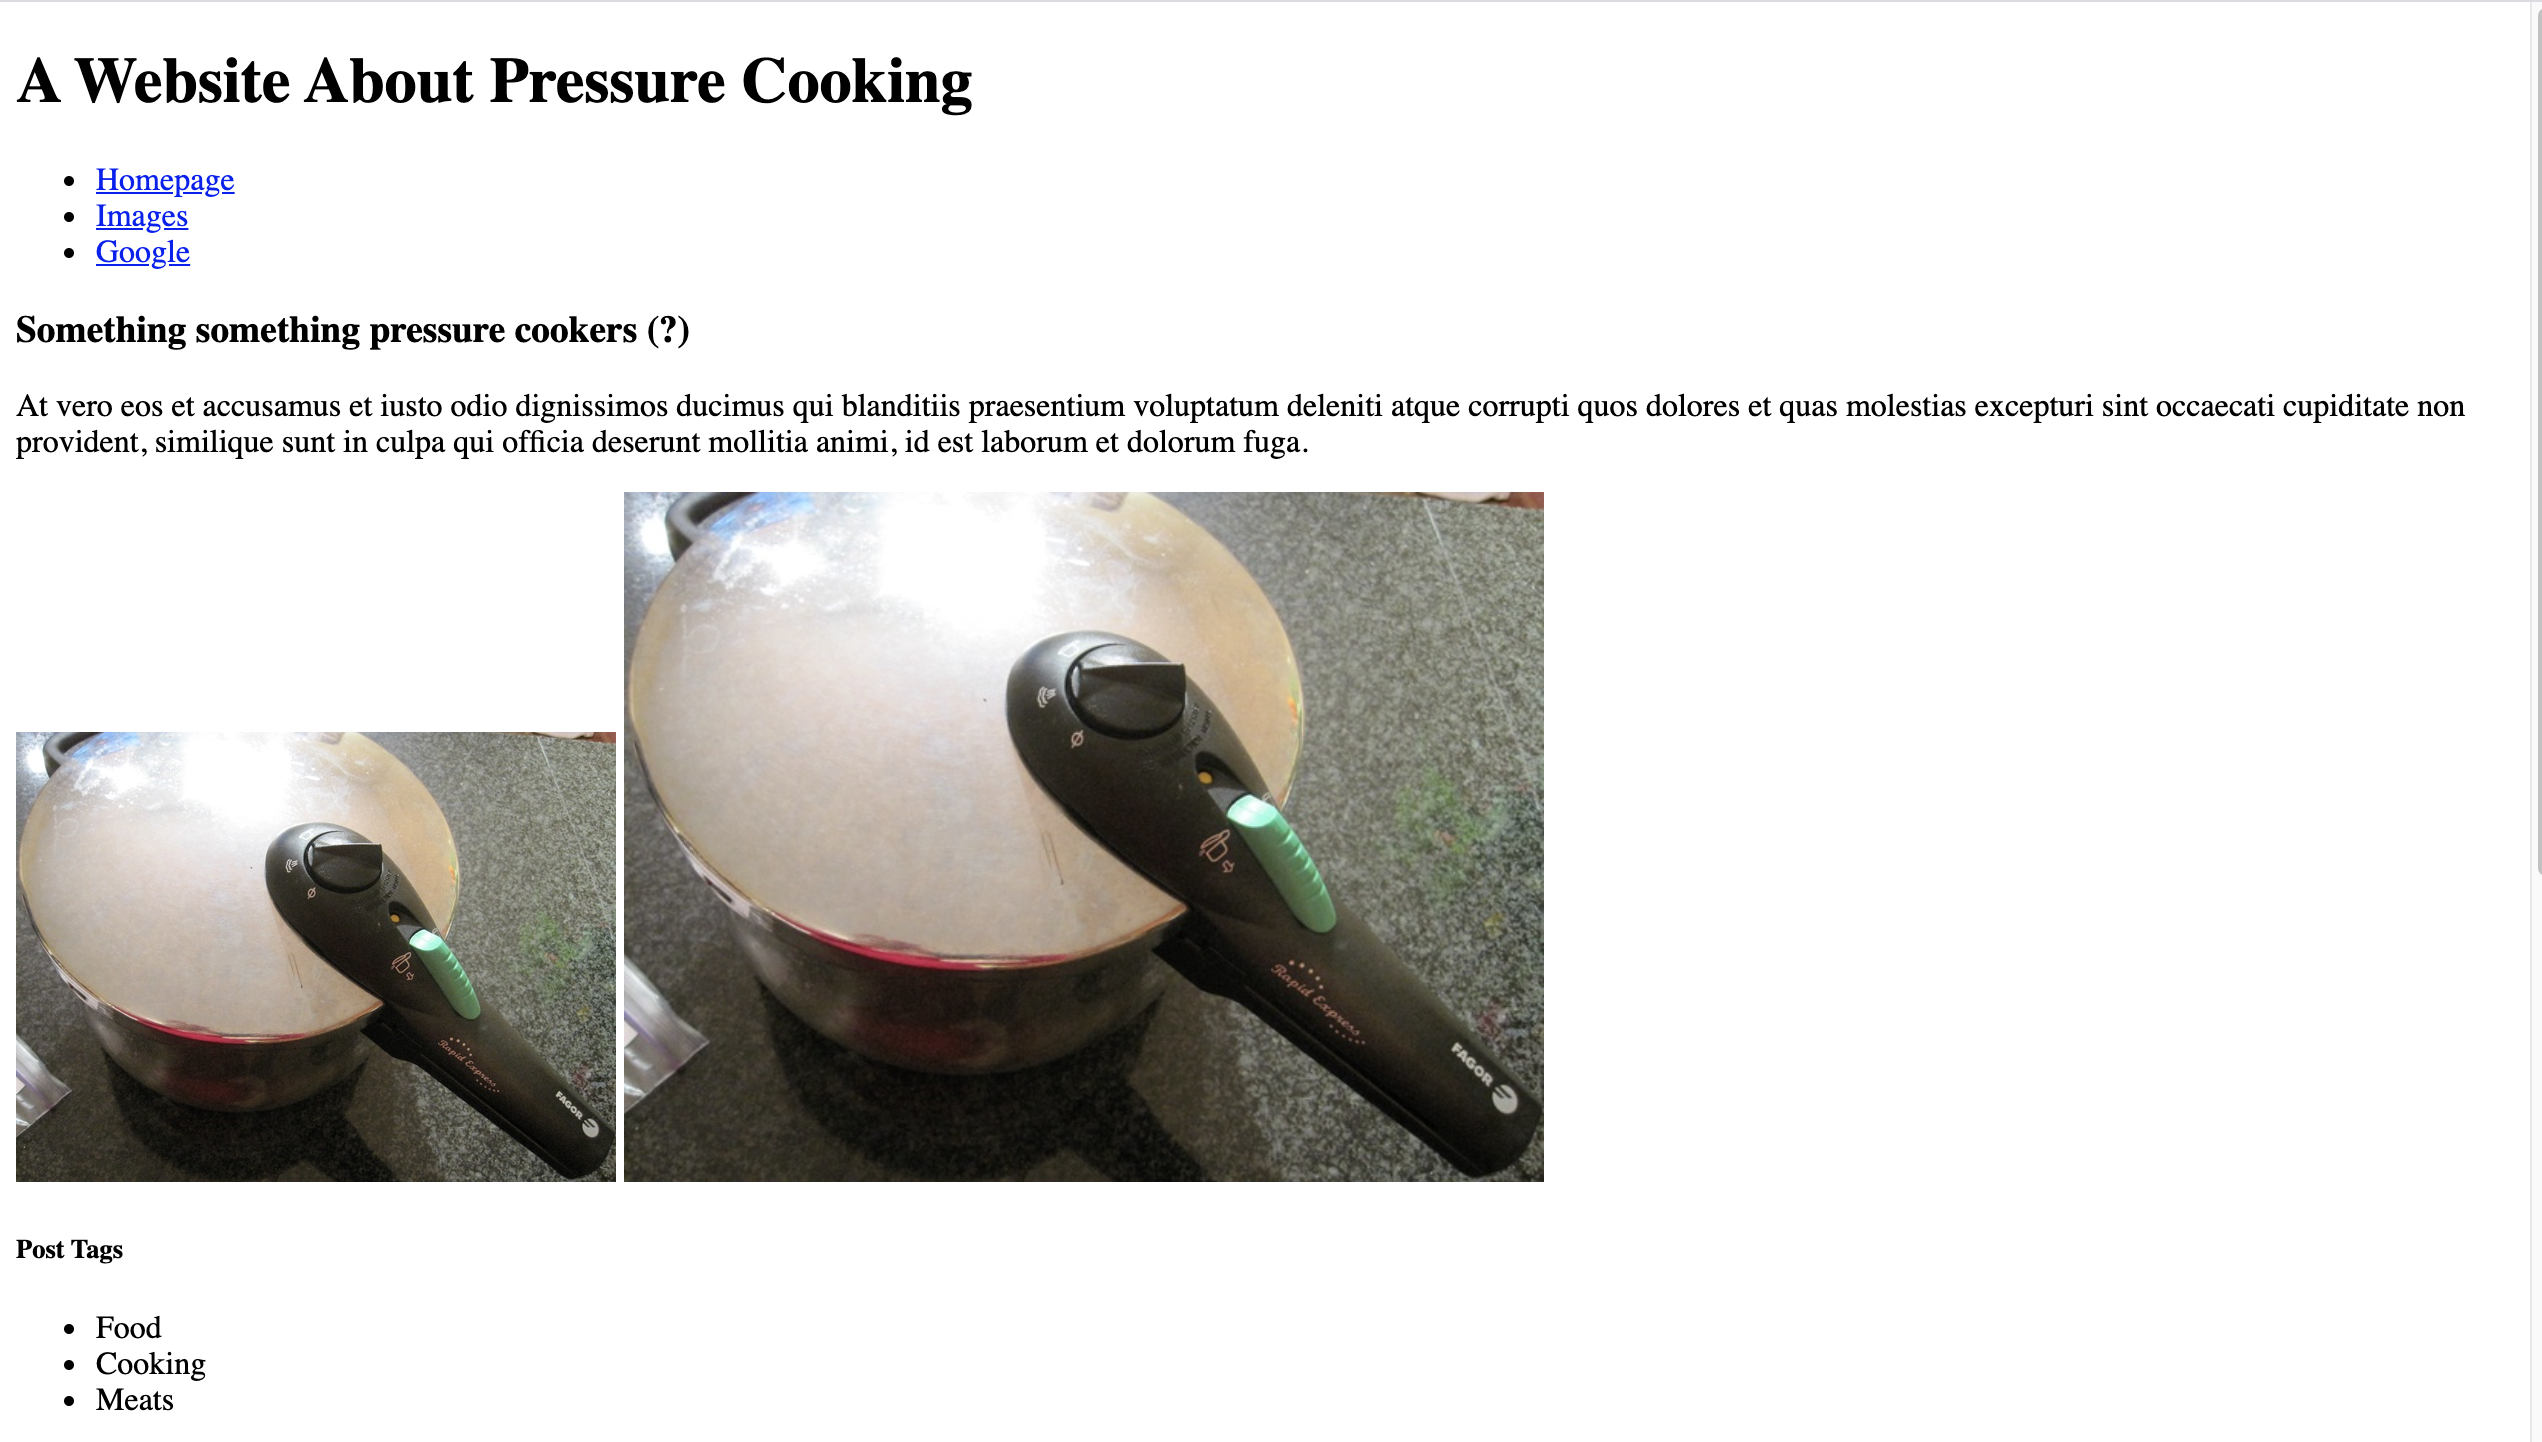 A Website About Pressure Cooking
Homepage
Images
Google
Something something pressure cookers (?)
At vero eos et accusamus et iusto odio dignissimos ducimus qui blanditiis praesentium voluptatum deleniti atque corrupti quos dolores et quas molestias excepturi sint occaecati cupiditate non
provident, similique sunt in culpa qui officia deserunt mollitia animi, id est laborum et dolorum fuga.
Rapid Express
FAGOR
Rapid Express
FAGOR
Post Tags
Food
Cooking
Meats